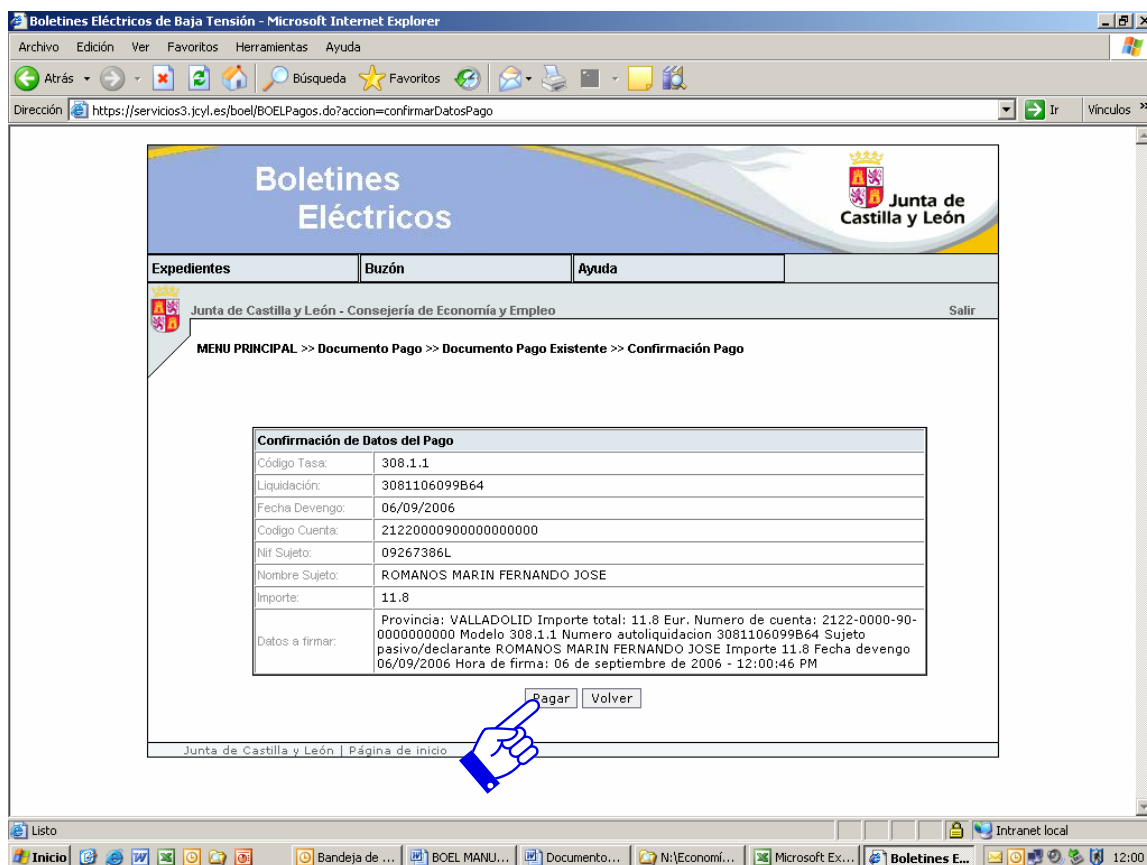 Boletines Eléctricos de Baja Tensión - Microsoft Internet Explorer
Archivo Edición Ver Favoritos Herramientas Ayuda
Atrás Búsqueda Favoritos
Dirección https://servicios3.jcyl.es/boel/BOELPagos.do?accion=confirmarDatosPago Ir Vínculos »
Boletines
Eléctricos
Junta de
Castilla y León
Expedientes Buzón Ayuda
Junta de Castilla y León - Consejería de Economía y Empleo Salir
MENU PRINCIPAL >> Documento Pago >> Documento Pago Existente >> Confirmación Pago
Confirmación de Datos del Pago
Código Tasa: 308.1.1
Liquidación: 3081106099B64
Fecha Devengo: 06/09/2006
Codigo Cuenta: 21220000900000000000
Nif Sujeto: 09267386L
Nombre Sujeto: ROMANOS MARIN FERNANDO JOSE
Importe: 11.8
Datos a firmar: Provincia: VALLADOLID Importe total: 11.8 Eur. Numero de cuenta: 2122-0000-90-
0000000000 Modelo 308.1.1 Numero autoliquidacion 3081106099B64 Sujeto
pasivo/declarante ROMANOS MARIN FERNANDO JOSE Importe 11.8 Fecha devengo
06/09/2006 Hora de firma: 06 de septiembre de 2006 - 12:00:46 PM
Pagar Volver
Junta de Castilla y León | Página de inicio
Listo Intranet local
Inicio Bandeja de ... BOEL MANU... Documento... N:\Economí... Microsoft Ex... Boletines E... 12:00